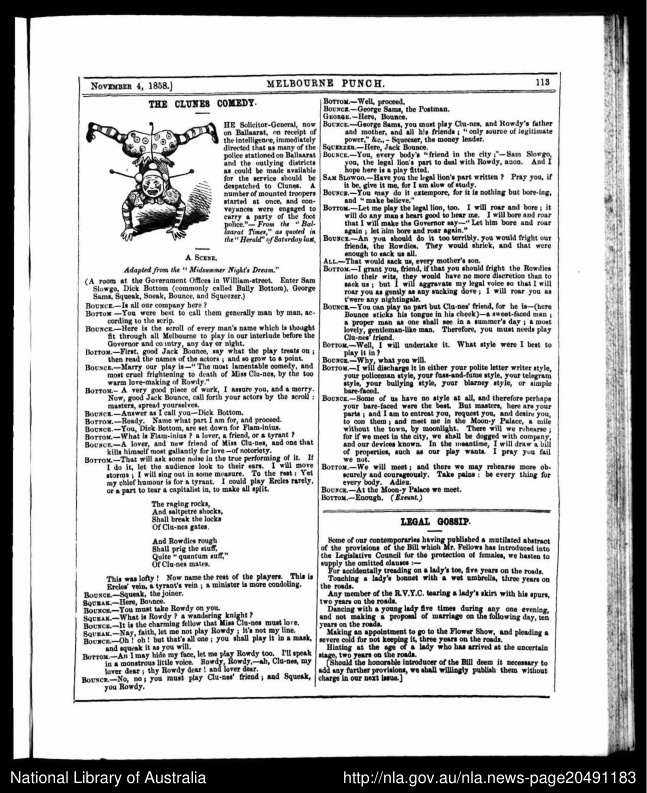 NOVEMBER 4, 1858.]
MELBOURNE PUNCH.
113
THE CLUNES COMEDY.
HE Solicitor-General, now
on Ballaarat, on receipt of
the intelligence, immediately
directed that as many of the
police stationed on Ballaarat
and the outlying districts
as could be made available
for the service should be
despatched to Clunes. A
number of mounted troopers
started at once, and con-
veyances were engaged to
carry a party of the foot
police."—From the "Bal-
laarat Times," as quoted in
the "Herald" of Saturday last.
A SCENE.
Adapted from the "Midsummer Night's Dream."
(A room at the Government Offices in William-street. Enter Sam
Slowgo, Dick Bottom (commonly called Bully Bottom), George
Sams, Squeak, Sneak, Bounce, and Squeezer.)
BOUNCE.—Is all our company here?
BOTTOM—You were best to call them generally man by man, ac-
cording to the scrip.
BOUNCE.—Here is the scroll of every man's name which is thought
fit through all Melbourne to play in our interlude before the
Governor and country, any day or night.
BOTTOM.—First, good Jack Bounce, say what the play treats on;
then read the names of the actors; and so grow to a point.
BOUNCE.—Marry our play is—"The most lamentable comedy, and
most cruel frightening to death of Miss Clu-nes, by the too
warm love-making of Rowdy."
BOTTOM.—A very good piece of work, I assure you, and a merry.
Now, good Jack Bounce, call forth your actors by the scroll:
masters, spread yourselves.
BOUNCE.—Answer as I call you—Dick Bottom.
BOTTOM.—Ready. Name what part I am for, and proceed.
BOUNCE.—You, Dick Bottom, are set down for Flam-inius.
BOTTOM.—What is Flam-inius? a lover, a friend, or a tyrant?
BOUNCE.—A lover, and new friend of Miss Clu-nes, and one that
kills himself most gallantly for love—of notoriety.
BOTTOM.—That will ask some noise in the true performing of it. If
I do it, let the audience look to their ears. I will move
storms; I will sing out in some measure. To the rest: Yet
my chief humour is for a tyrant. I could play Ercles rarely,
or a part to tear a capitalist in, to make all split.
The raging rocks,
And saltpetre shocks,
Shall break the locks
Of Clu-nes gates.
And Rowdies rough
Shall prig the stuff,
Quite "quantum suff,"
Of Clu-nes mates.
This was lofty! Now name the rest of the players. This is
Ercles' vein, a tyrant's vein; a minister is more condoling.
BOUNCE.—Squeak, the joiner.
SQUEAK.—Here, Bounce.
BOUNCE.—You must take Rowdy on you.
SQUEAK.—What is Rowdy? a wandering knight?
BOUNCE.—It is the charming fellow that Miss Clu-nes must love.
SQUEAK.—Nay, faith, let me not play Rowdy; it's not my line.
BOUNCE.—Oh! oh! but that's all one; you shall play it in a mask,
and squeak it as you will.
BOTTOM.—An I may hide my face, let me play Rowdy too. I'll speak
in a monstrous little voice. Rowdy, Rowdy,—ah, Clu-nes, my
lover dear; thy Rowdy dear! and lover dear.
BOUNCE.—No, no; you must play Clu-nes' friend; and Squeak,
you Rowdy.
BOTTOM.—Well, proceed.
BOUNCE.—George Sams, the Postman.
GEORGE.—Here, Bounce.
BOUNCE.—George Sams, you must play Clu-nes, and Rowdy's father
and mother, and all his friends; "only source of legitimate
power," &c.,—Squeezer, the money lender.
SQUEEZER.—Here, Jack Bounce.
BOUNCE.—You, every body's "friend in the city;"—Sam Slowgo,
you, the legal lion's part to deal with Rowdy, anon. And I
hope here is a play fitted.
SAM SLOWGO.—Have you the legal lion's part written? Pray you, if
it be, give it me, for I am slow of study.
BOUNCE.—You may do it extempore, for it is nothing but bore-ing,
and "make believe."
BOTTOM.—Let me play the legal lion, too. I will roar and bore; it
will do any man's heart good to hear me. I will bore and roar
that I will make the Governor say—"Let him bore and roar
again; let him bore and roar again."
BOUNCE.—An you should do it too terribly, you would fright our
friends, the Rowdies. They would shriek, and that were
enough to sack us all.
ALL.—That would sack us, every mother's son.
BOTTOM.—I grant you, friend, if that you should fright the Rowdies
into their wits, they would have no more discretion than to
sack us; but I will aggravate my legal voice so that I will
roar you as gently as any sucking dove; I will roar you as
t'were any nightingale.
BOUNCE.—You can play no part but Clu-nes' friend, for he is—(here
Bounce sticks his tongue in his cheek)—a sweet-faced man;
a proper man as one shall see in a summer's day; a most
lovely, gentleman-like man. Therefore, you must needs play
Clu-nes' friend.
BOTTOM.—Well, I will undertake it. What style were I best to
play it in?
BOUNCE.—Why, what you will.
BOTTOM.—I will discharge it in either your polite letter writer style,
your policeman style, your fuss-and-fume style, your telegram
style, your bullying style, your blarney style, or simple
bare-faced.
BOUNCE.—Some of us have no style at all, and therefore perhaps
your bare-faced were the best. But masters, here are your
parts; and I am to entreat you, request you, and desire you,
to con them; and meet me in the Moon-y Palace, a mile
without the town, by moonlight. There will we rehearse;
for if we meet in the city, we shall be dogged with company,
and our devices known. In the meantime, I will draw a bill
of properties, such as our play wants. I pray you fail
we not.
BOTTOM.—We will meet; and there we may rehearse more ob-
scurely and courageously. Take pains: be every thing for
every body. Adieu.
BOUNCE.—At the Moon-y Palace we meet.
BOTTOM.—Enough. (Exeunt.)
LEGAL GOSSIP.
Some of our contemporaries having published a mutilated abstract
of the provisions of the Bill which Mr. Fellows has introduced into
the Legislative Council for the protection of females, we hasten to
supply the omitted clauses:—
For accidentally treading on a lady's toe, five years on the roads.
Touching a lady's bonnet with a wet umbrella, three years on
the roads.
Any member of the R.V.Y.C. tearing a lady's skirt with his spurs,
two years on the roads.
Dancing with a young lady five times during any one evening,
and not making a proposal of marriage on the following day, ten
years on the roads.
Making an appointment to go to the Flower Show, and pleading a
severe cold for not keeping it, three years on the roads.
Hinting at the age of a lady who has arrived at the uncertain
stage, two years on the roads.
[Should the honorable introducer of the Bill deem it necessary to
add any further provisions, we shall willingly publish them without
charge in our next issue.]
National Library of Australia
http://nla.gov.au/nla.news-page20491183